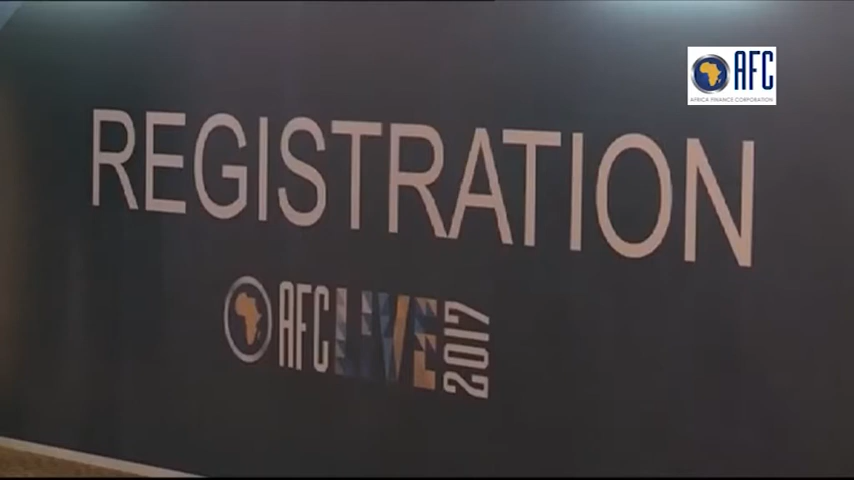 AFC
AFRICA FINANCE CORPORATION
REGISTRATION
AFC LIVE 2017